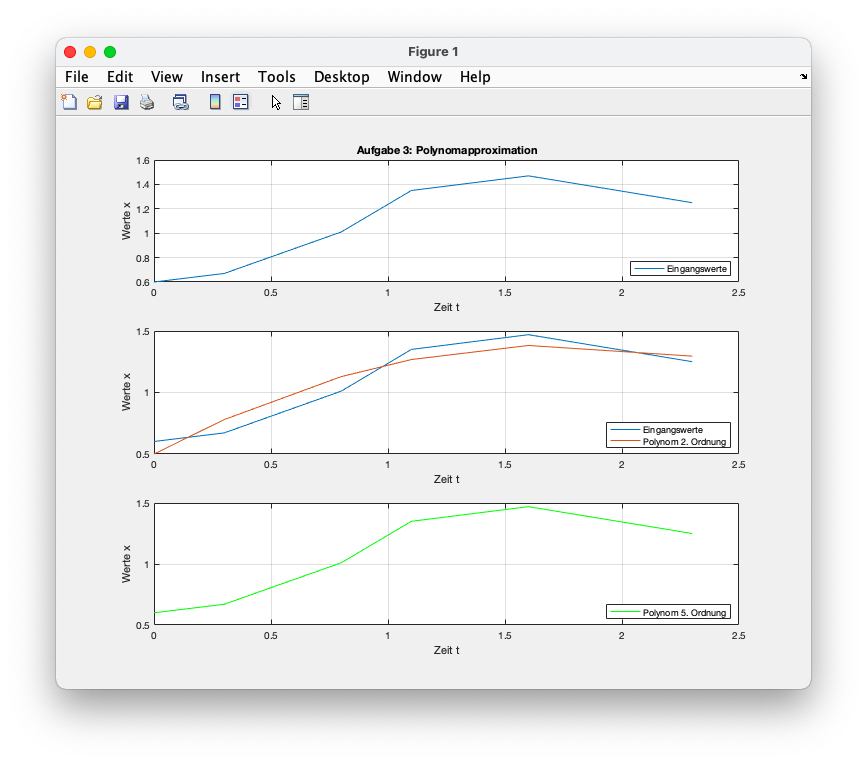 Figure 1
File Edit View Insert Tools Desktop Window Help
Aufgabe 3: Polynomapproximation
1.6
1.4
1.2
1
0.8
0.6
Werte x
Eingangswerte
0 0.5 1 1.5 2 2.5
Zeit t
1.5
1
0.5
Werte x
Eingangswerte
Polynom 2. Ordnung
0 0.5 1 1.5 2 2.5
Zeit t
1.5
1
0.5
Werte x
Polynom 5. Ordnung
0 0.5 1 1.5 2 2.5
Zeit t